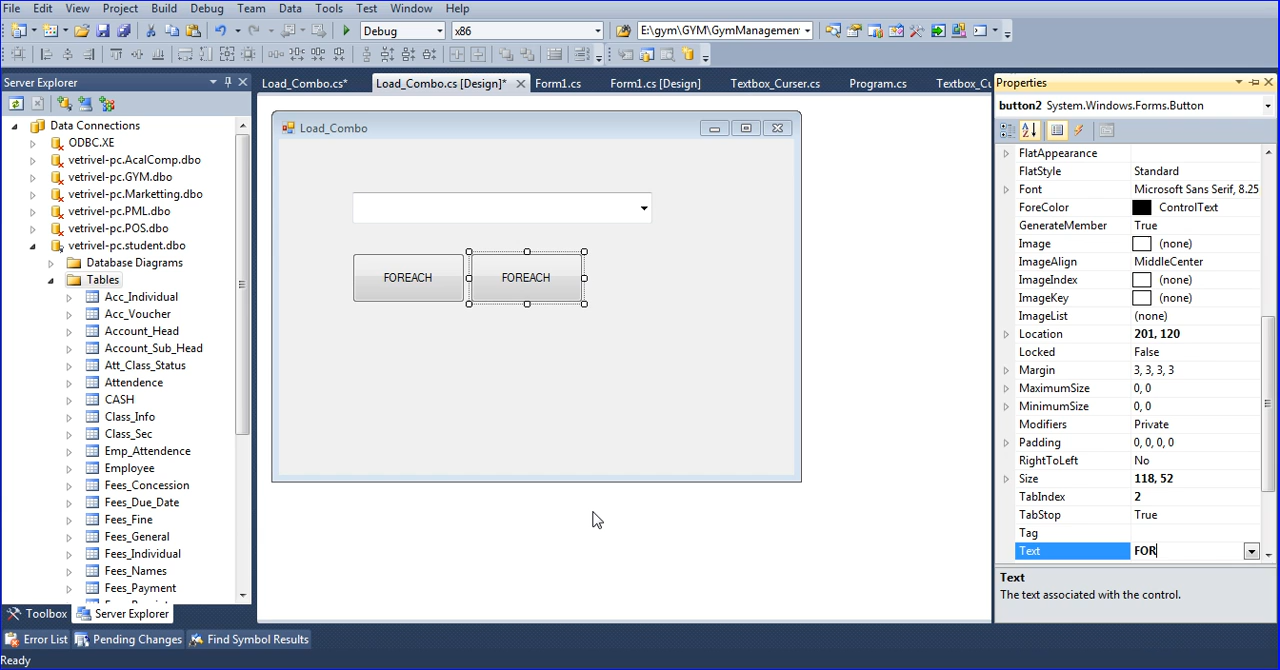 File Edit View Project Build Debug Team Data Tools Test Window Help
Debug x86 E:\gym\GYM\GymManagemen
Server Explorer
Load_Combo.cs* Load_Combo.cs [Design]* Form1.cs Form1.cs [Design] Textbox_Curser.cs Program.cs Textbox_Cu
Properties
button2 System.Windows.Forms.Button
Data Connections
ODBC.XE
vetrivel-pc.AcalComp.dbo
vetrivel-pc.GYM.dbo
vetrivel-pc.Marketting.dbo
vetrivel-pc.PML.dbo
vetrivel-pc.POS.dbo
vetrivel-pc.student.dbo
Database Diagrams
Tables
Acc_Individual
Acc_Voucher
Account_Head
Account_Sub_Head
Att_Class_Status
Attendence
CASH
Class_Info
Class_Sec
Emp_Attendence
Employee
Fees_Concession
Fees_Due_Date
Fees_Fine
Fees_General
Fees_Individual
Fees_Names
Fees_Payment
Load_Combo
FOREACH FOREACH
FlatAppearance
FlatStyle Standard
Font Microsoft Sans Serif, 8.25
ForeColor ControlText
GenerateMember True
Image (none)
ImageAlign MiddleCenter
ImageIndex (none)
ImageKey (none)
ImageList (none)
Location 201, 120
Locked False
Margin 3, 3, 3, 3
MaximumSize 0, 0
MinimumSize 0, 0
Modifiers Private
Padding 0, 0, 0, 0
RightToLeft No
Size 118, 52
TabIndex 2
TabStop True
Tag
Text FOR
Text
The text associated with the control.
Toolbox Server Explorer
Error List Pending Changes Find Symbol Results
Ready